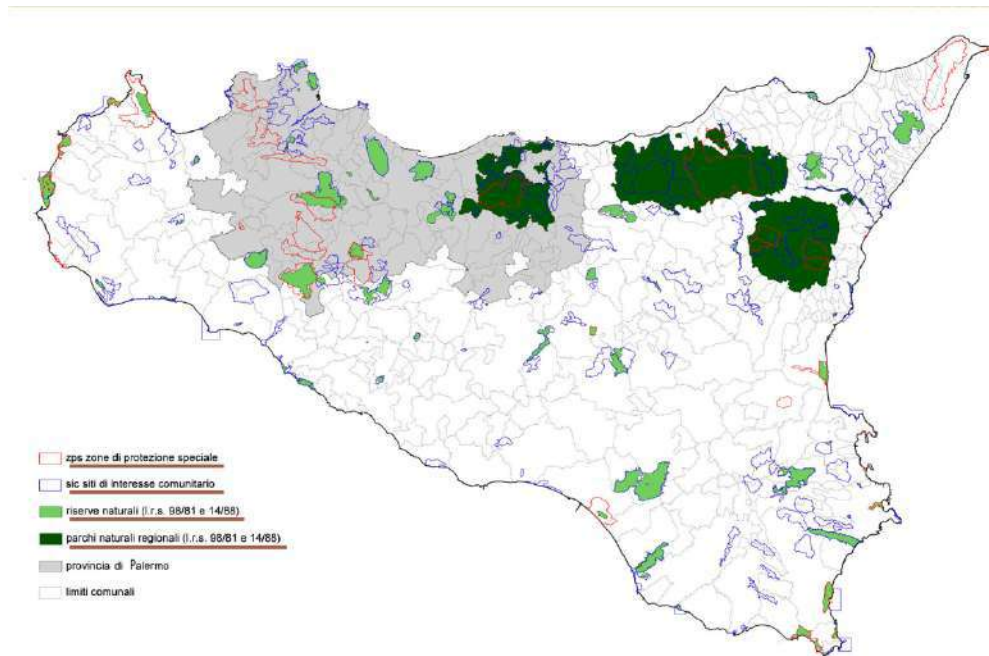 zps zone di protezione speciale
sic siti di interesse comunitario
riserve naturali (l.r.s. 98/81 e 14/88)
parchi naturali regionali (l.r.s. 98/81 e 14/88)
provincia di Palermo
limiti comunali